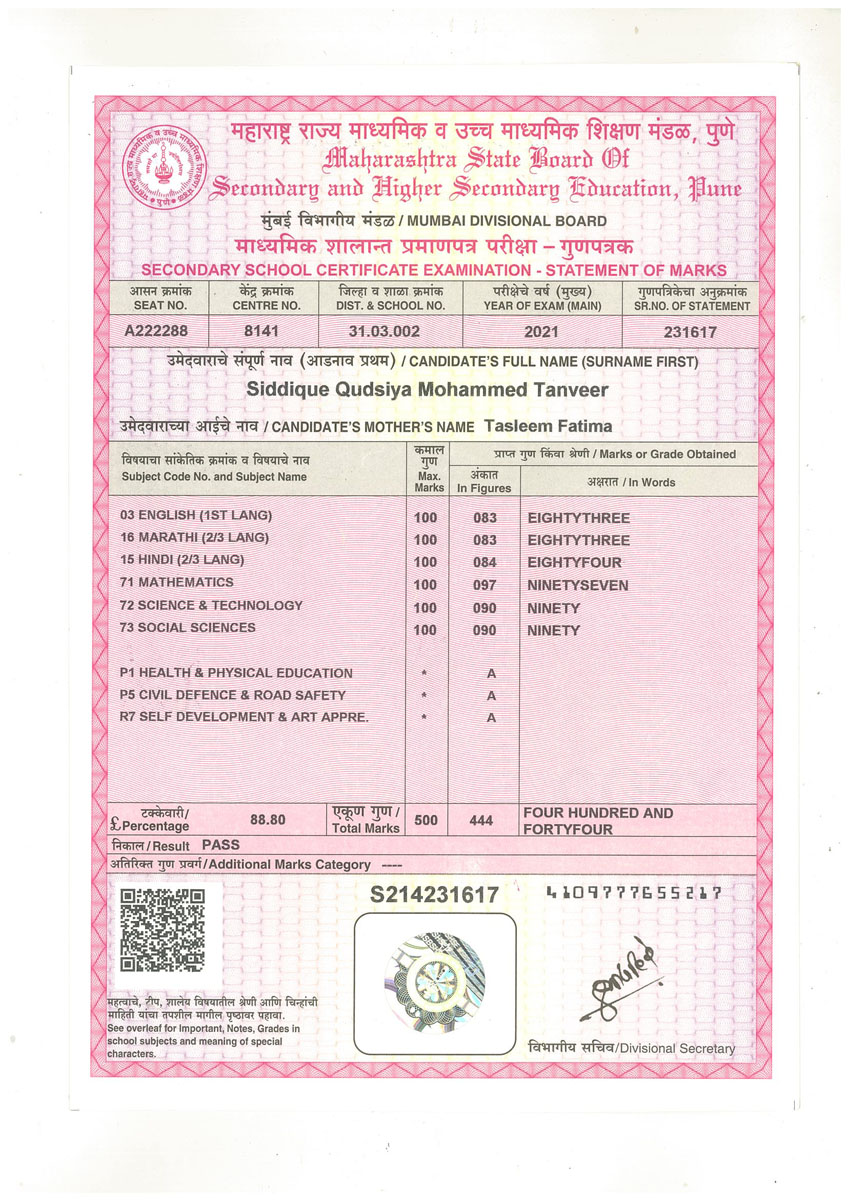 महाराष्ट्र राज्य माध्यमिक व उच्च माध्यमिक शिक्षण मंडळ, पुणे
Maharashtra State Board Of
Secondary and Higher Secondary Education, Pune
मुंबई विभागीय मंडळ / MUMBAI DIVISIONAL BOARD
माध्यमिक शालान्त प्रमाणपत्र परीक्षा – गुणपत्रक
SECONDARY SCHOOL CERTIFICATE EXAMINATION - STATEMENT OF MARKS
आसन क्रमांक केंद्र क्रमांक जिल्हा व शाळा क्रमांक परीक्षेचे वर्ष (मुख्य) गुणपत्रिकेचा अनुक्रमांक
SEAT NO. CENTRE NO. DIST. & SCHOOL NO. YEAR OF EXAM (MAIN) SR.NO. OF STATEMENT
A222288 8141 31.03.002 2021 231617
उमेदवाराचे संपूर्ण नाव (आडनाव प्रथम) / CANDIDATE'S FULL NAME (SURNAME FIRST)
Siddique Qudsiya Mohammed Tanveer
उमेदवाराच्या आईचे नाव / CANDIDATE'S MOTHER'S NAME Tasleem Fatima
विषयाचा सांकेतिक क्रमांक व विषयाचे नाव
Subject Code No. and Subject Name
कमाल
गुण
Max.
Marks
प्राप्त गुण किंवा श्रेणी / Marks or Grade Obtained
अंकात
In Figures
अक्षरात / In Words
03 ENGLISH (1ST LANG) 100 083 EIGHTYTHREE
16 MARATHI (2/3 LANG) 100 083 EIGHTYTHREE
15 HINDI (2/3 LANG) 100 084 EIGHTYFOUR
71 MATHEMATICS 100 097 NINETYSEVEN
72 SCIENCE & TECHNOLOGY 100 090 NINETY
73 SOCIAL SCIENCES 100 090 NINETY
P1 HEALTH & PHYSICAL EDUCATION * A
P5 CIVIL DEFENCE & ROAD SAFETY * A
R7 SELF DEVELOPMENT & ART APPRE. * A
टक्केवारी/
£Percentage
88.80
एकूण गुण /
Total Marks
500 444
FOUR HUNDRED AND
FORTYFOUR
निकाल/Result PASS
अतिरिक्त गुण प्रवर्ग/Additional Marks Category ----
S214231617
4109777655217
महत्वाचे, टीप, शालेय विषयातील श्रेणी आणि चिन्हांची
माहिती यांचा तपशील मागील पृष्ठावर पहावा.
See overleaf for Important, Notes, Grades in
school subjects and meaning of special
characters.
विभागीय सचिव/Divisional Secretary